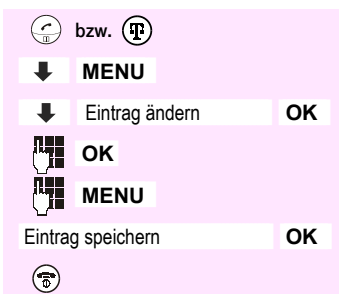 bzw. T
MENU
Eintrag ändern OK
OK
MENU
Eintrag speichern OK